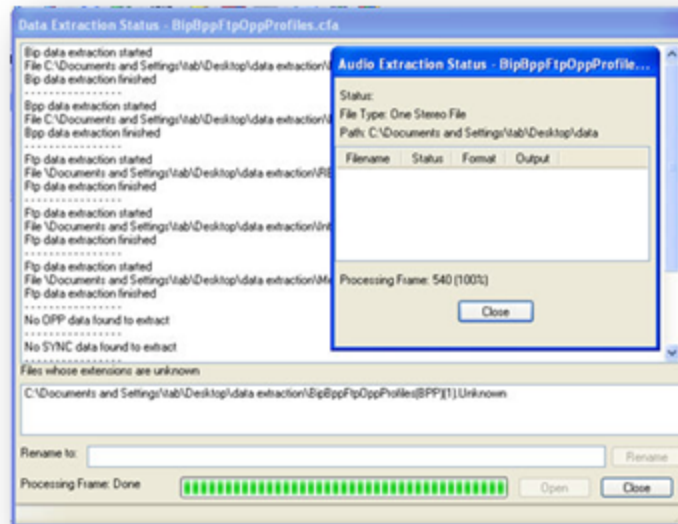 Data Extraction Status - BipBppFtpOppProfiles.cfa
Bip data extraction started
File C:\Documents and Settings\tab\Desktop\data extraction\
Bip data extraction finished
- - - - - - - - - - - - - - - -
Bpp data extraction started
File C:\Documents and Settings\tab\Desktop\data extraction\
Bpp data extraction finished
- - - - - - - - - - - - - - - -
Ftp data extraction started
File \Documents and Settings\tab\Desktop\data extraction\
Ftp data extraction finished
- - - - - - - - - - - - - - - -
Ftp data extraction started
File \Documents and Settings\tab\Desktop\data extraction\Int
Ftp data extraction finished
- - - - - - - - - - - - - - - -
Ftp data extraction started
File \Documents and Settings\tab\Desktop\data extraction\Me
Ftp data extraction finished
- - - - - - - - - - - - - - - -
No OPP data found to extract
- - - - - - - - - - - - - - - -
No SYNC data found to extract
- - - - - - - - - - - - - - - -
Audio Extraction Status - BipBppFtpOppProfile...
Status:
File Type: One Stereo File
Path: C:\Documents and Settings\tab\Desktop\data
Filename Status Format Output
Processing Frame: 540 (100%)
Close
Files whose extensions are unknown
C:\Documents and Settings\tab\Desktop\data extraction\BipBppFtpOppProfiles(BPP)(1).Unknown
Rename to:
Rename
Processing Frame: Done
Open
Close